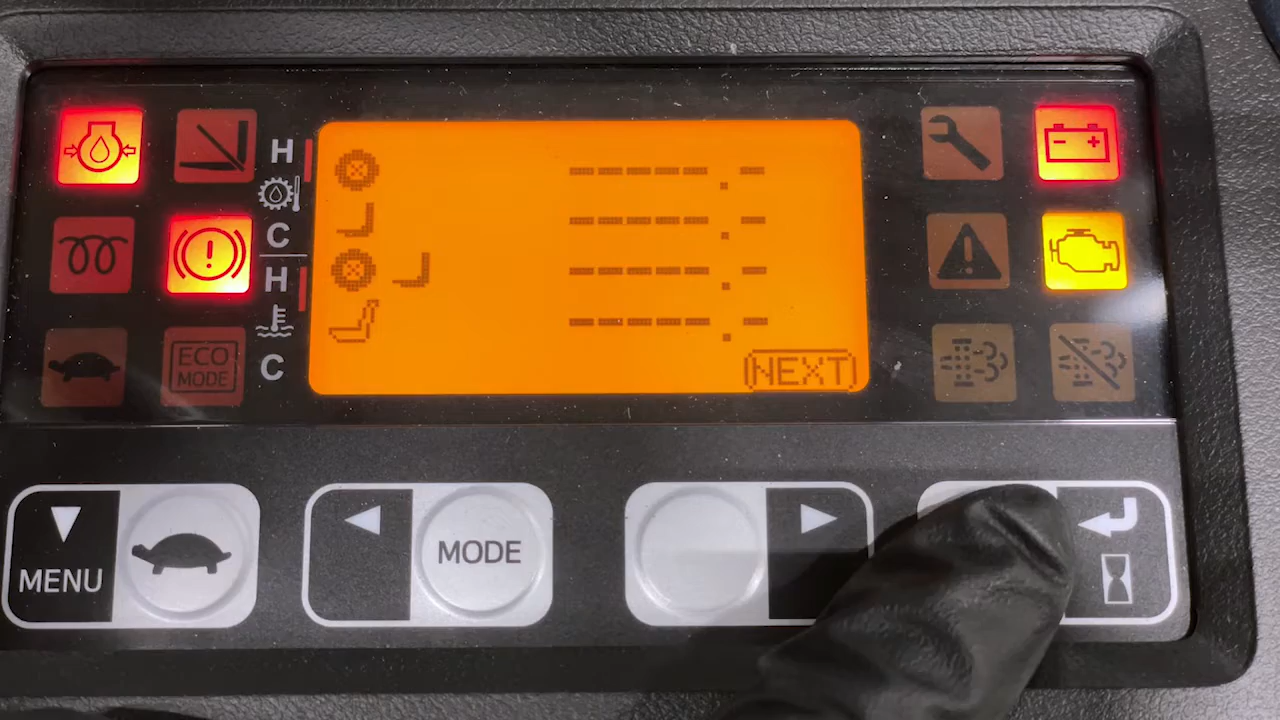 H
C
H
C
ECO
MODE
-----.-
-----.-
-----.-
-----.-
NEXT
MENU
MODE